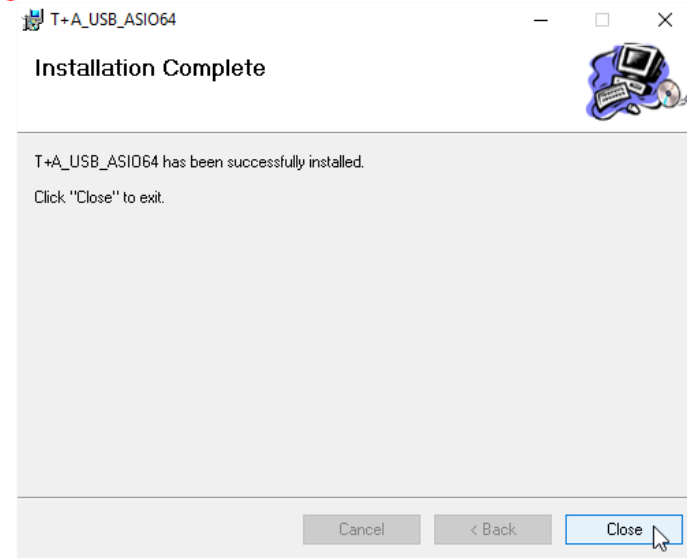 T+A_USB_ASIO64
Installation Complete
T+A_USB_ASIO64 has been successfully installed.
Click "Close" to exit.
Cancel
< Back
Close